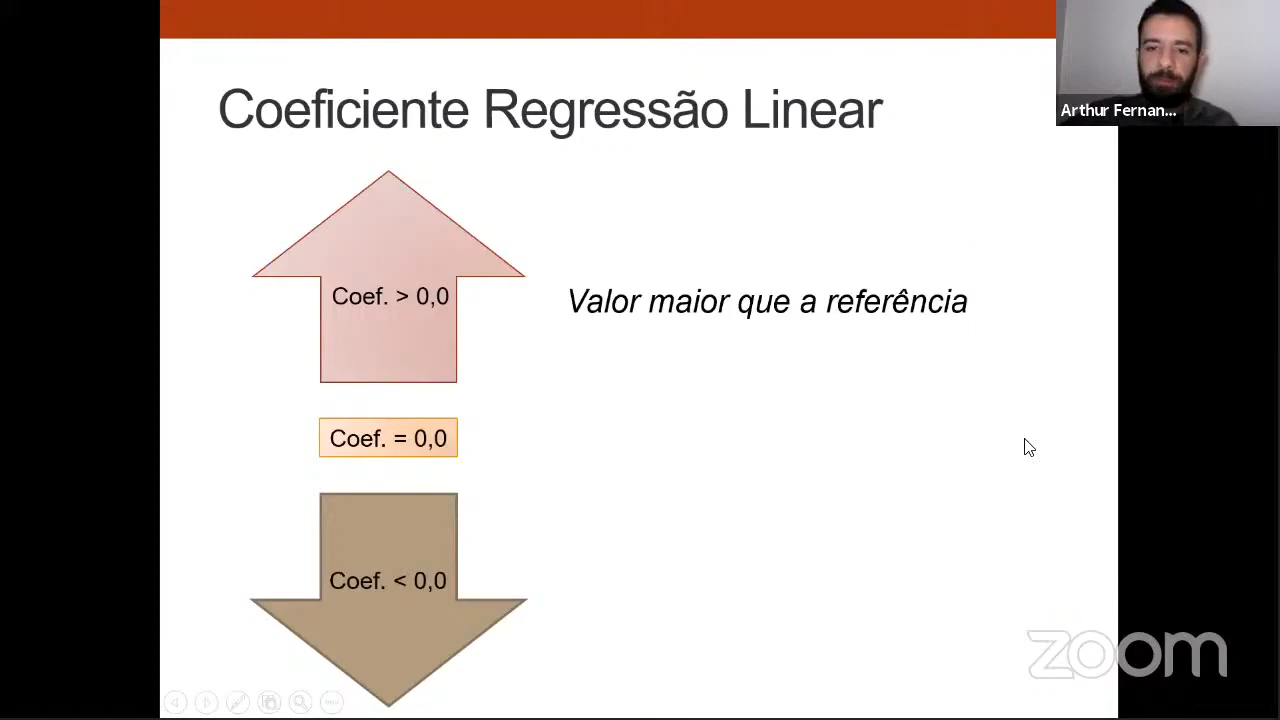 Coeficiente Regressão Linear
Arthur Fernan...
Coef. > 0,0
Valor maior que a referência
Coef. = 0,0
Coef. < 0,0
zoom